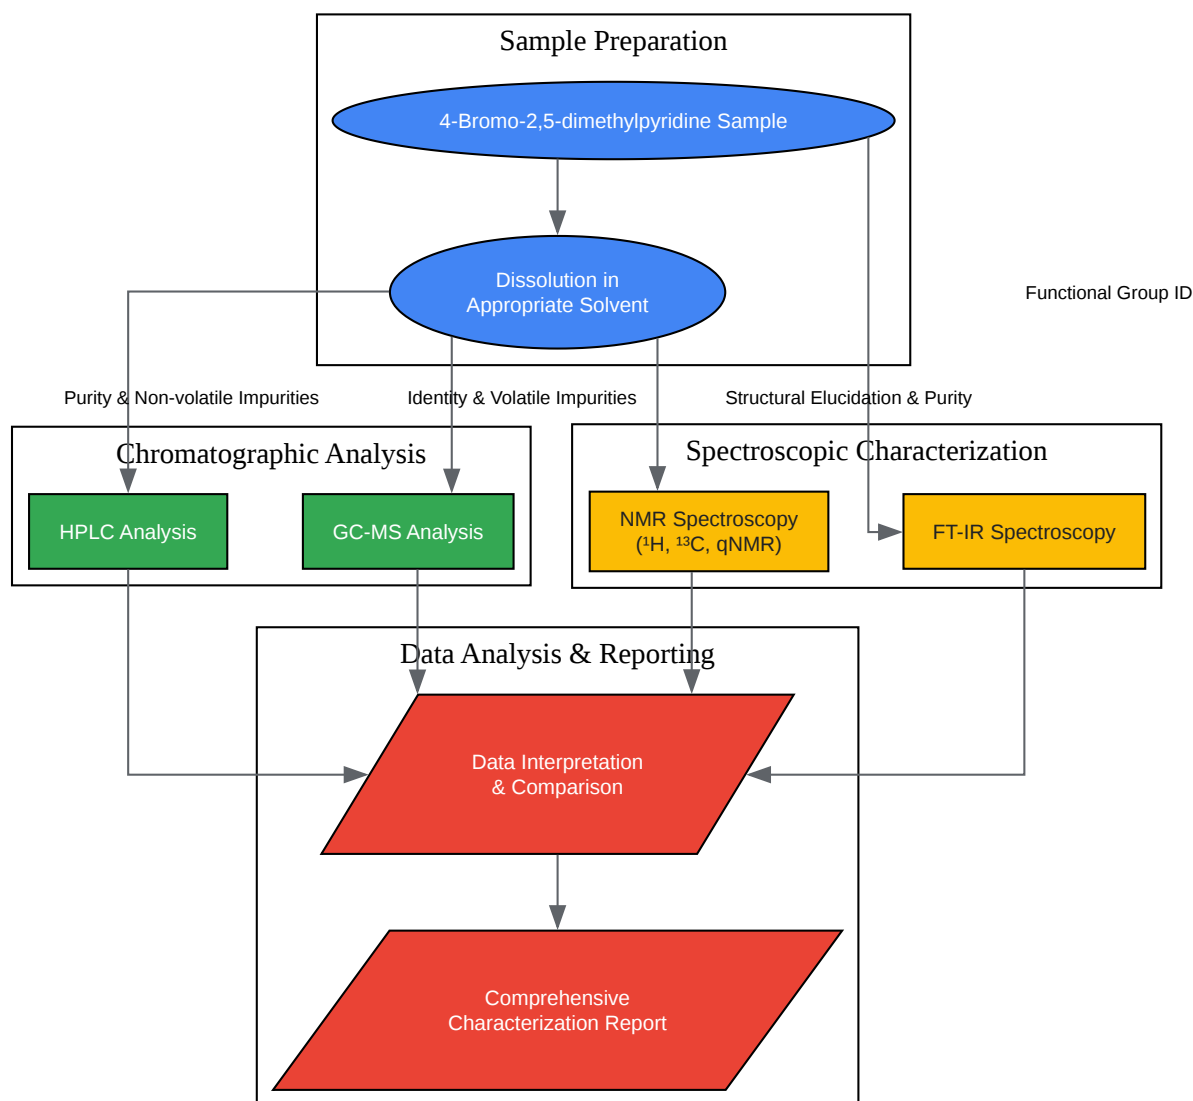 Sample Preparation
4-Bromo-2,5-dimethylpyridine Sample
Dissolution in
Appropriate Solvent
Functional Group ID
Purity & Non-volatile Impurities
Identity & Volatile Impurities
Structural Elucidation & Purity
Chromatographic Analysis
Spectroscopic Characterization
HPLC Analysis
GC-MS Analysis
NMR Spectroscopy
(¹H, ¹³C, qNMR)
FT-IR Spectroscopy
Data Analysis & Reporting
Data Interpretation
& Comparison
Comprehensive
Characterization Report